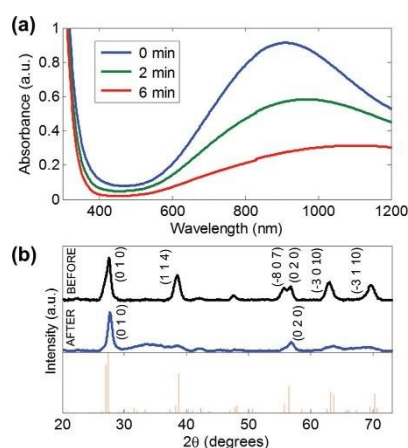 (a)
Absorbance (a.u.)
1
0.8
0.6
0.4
0.2
0
0 min
2 min
6 min
400 600 800 1000 1200
Wavelength (nm)
(b)
Intensity (a.u.)
BEFORE
(0 1 0)
(1 1 4)
(-8 0 7)
(0 2 0)
(-3 0 10)
(-3 1 10)
AFTER
(0 1 0)
(0 2 0)
20 30 40 50 60 70
2θ (degrees)